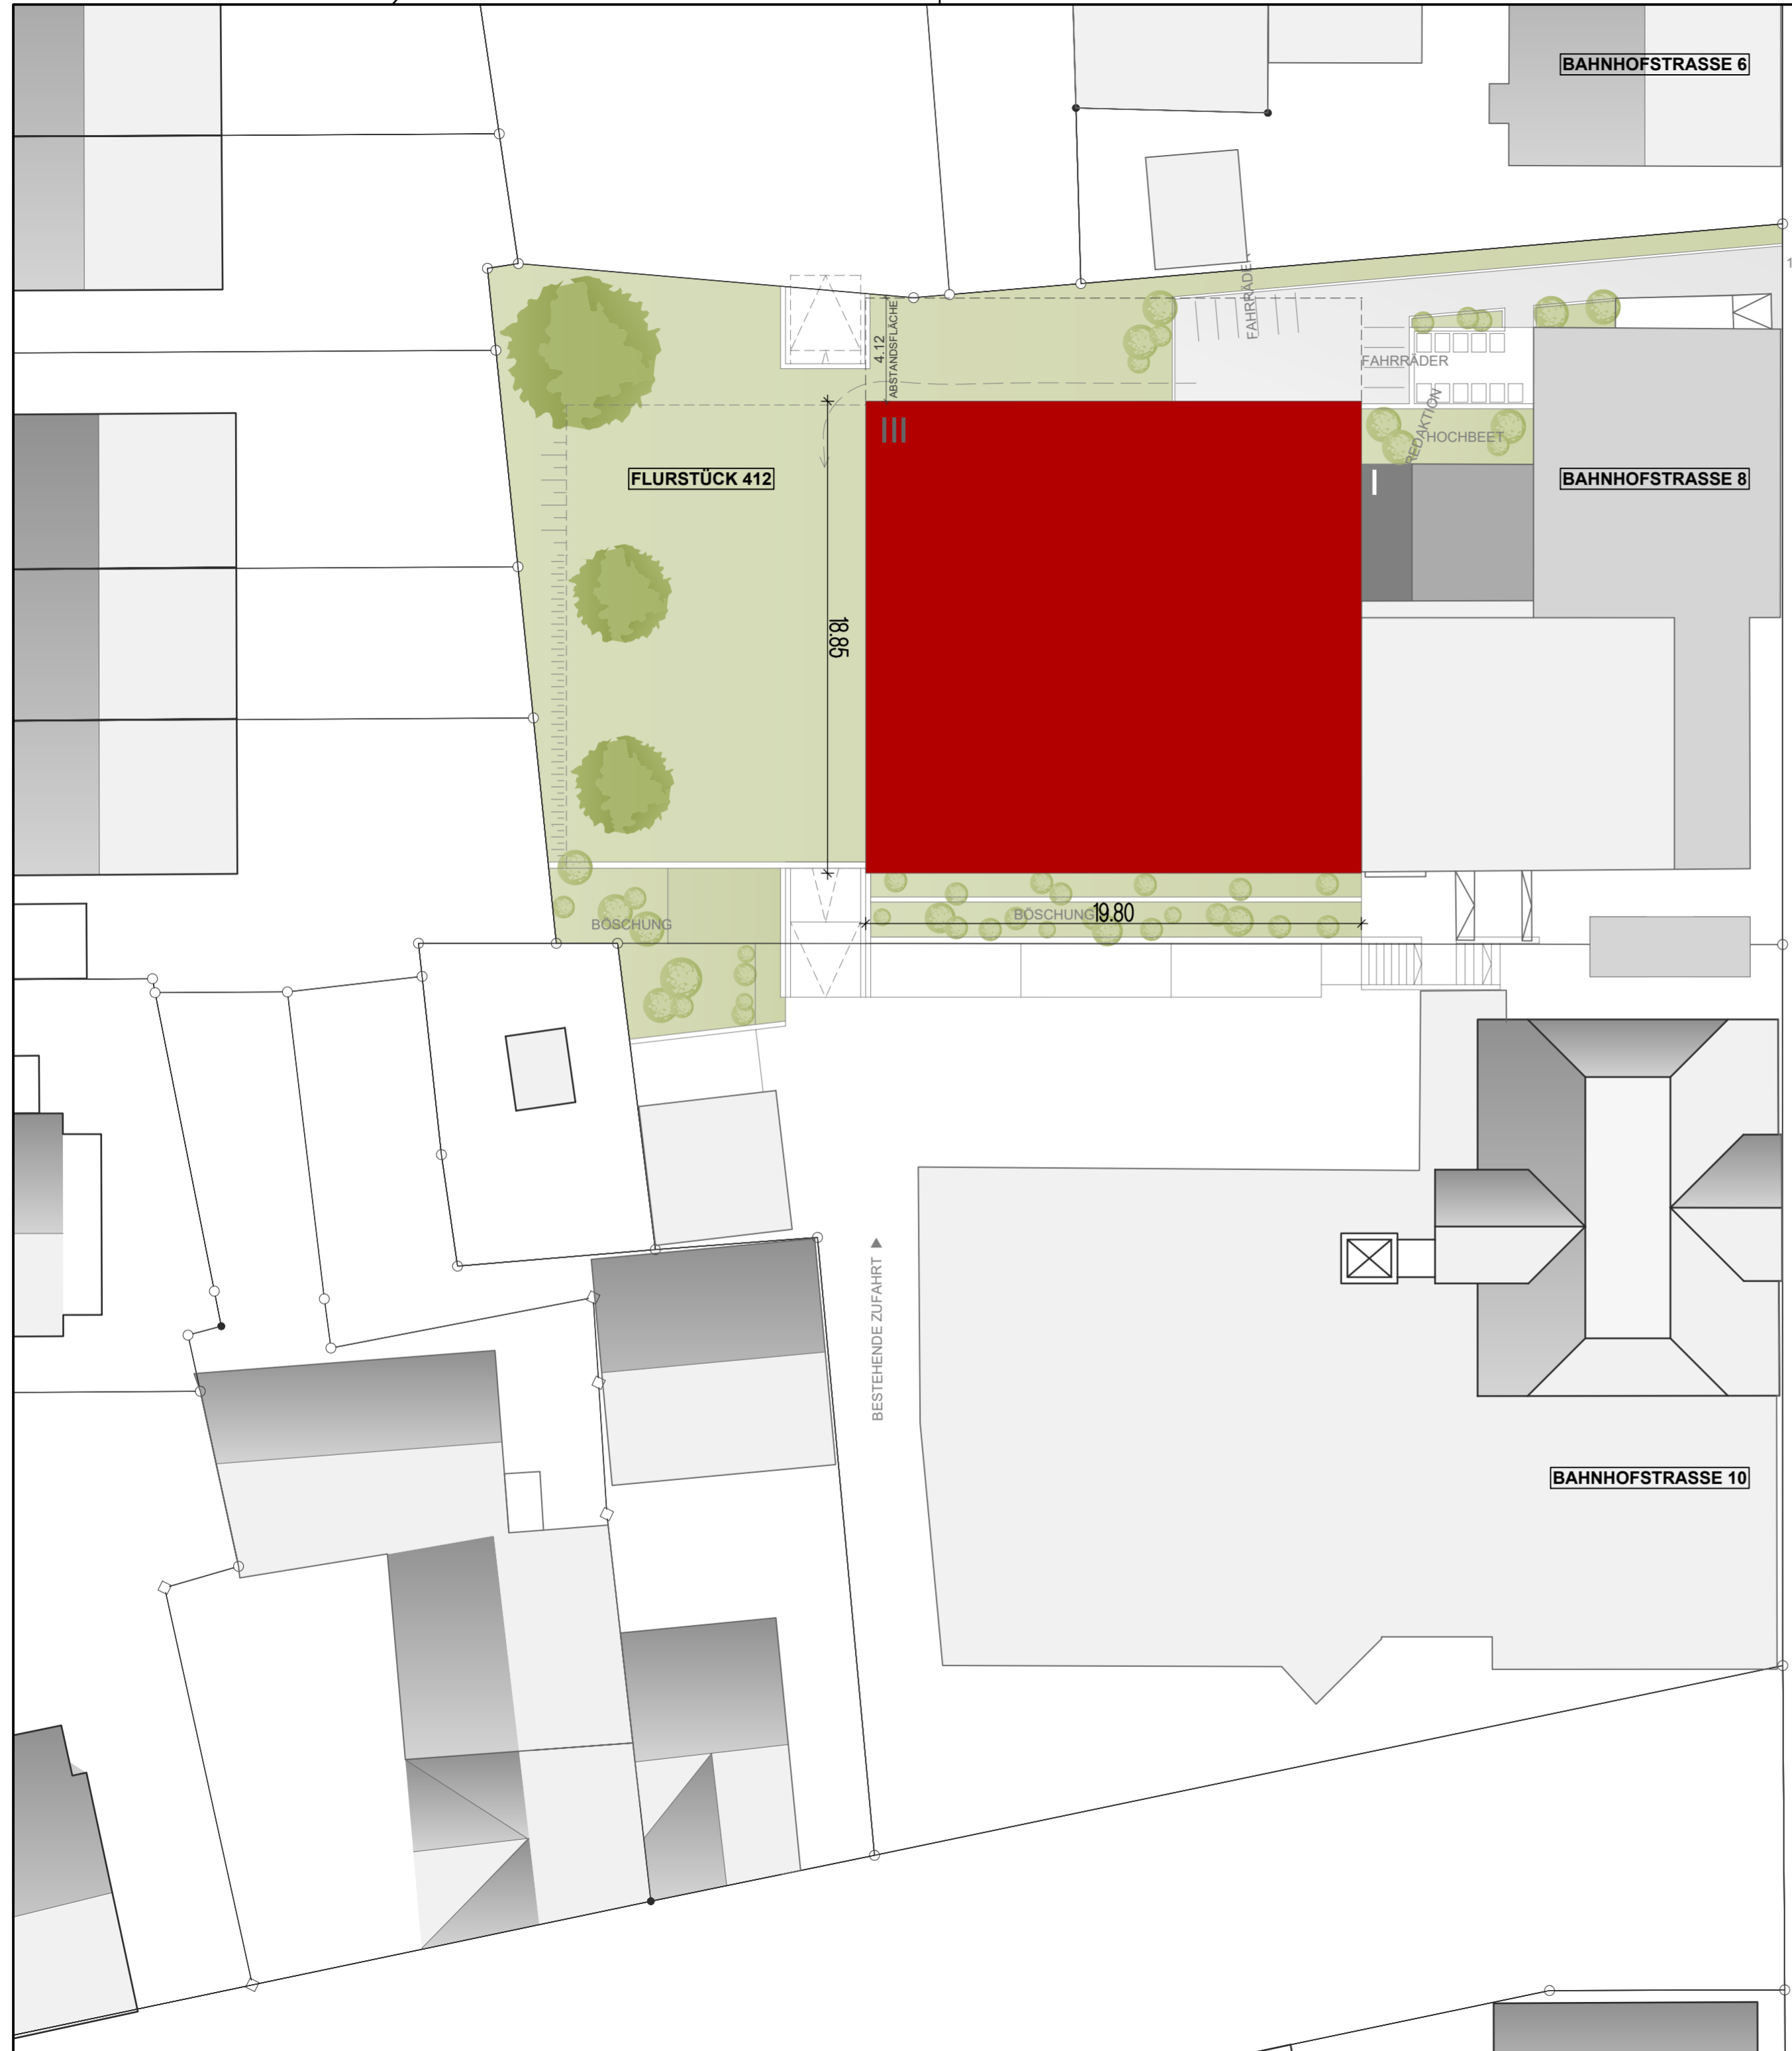 BAHNHOFSTRASSE 6
FAHRRÄDER
4.12
ABSTANDSFLÄCHE
FAHRRÄDER
III
REDAKTION
HOCHBEET
FLURSTÜCK 412
I
BAHNHOFSTRASSE 8
18.85
BÖSCHUNG
BÖSCHUNG
19.80
BESTEHENDE ZUFAHRT
BAHNHOFSTRASSE 10